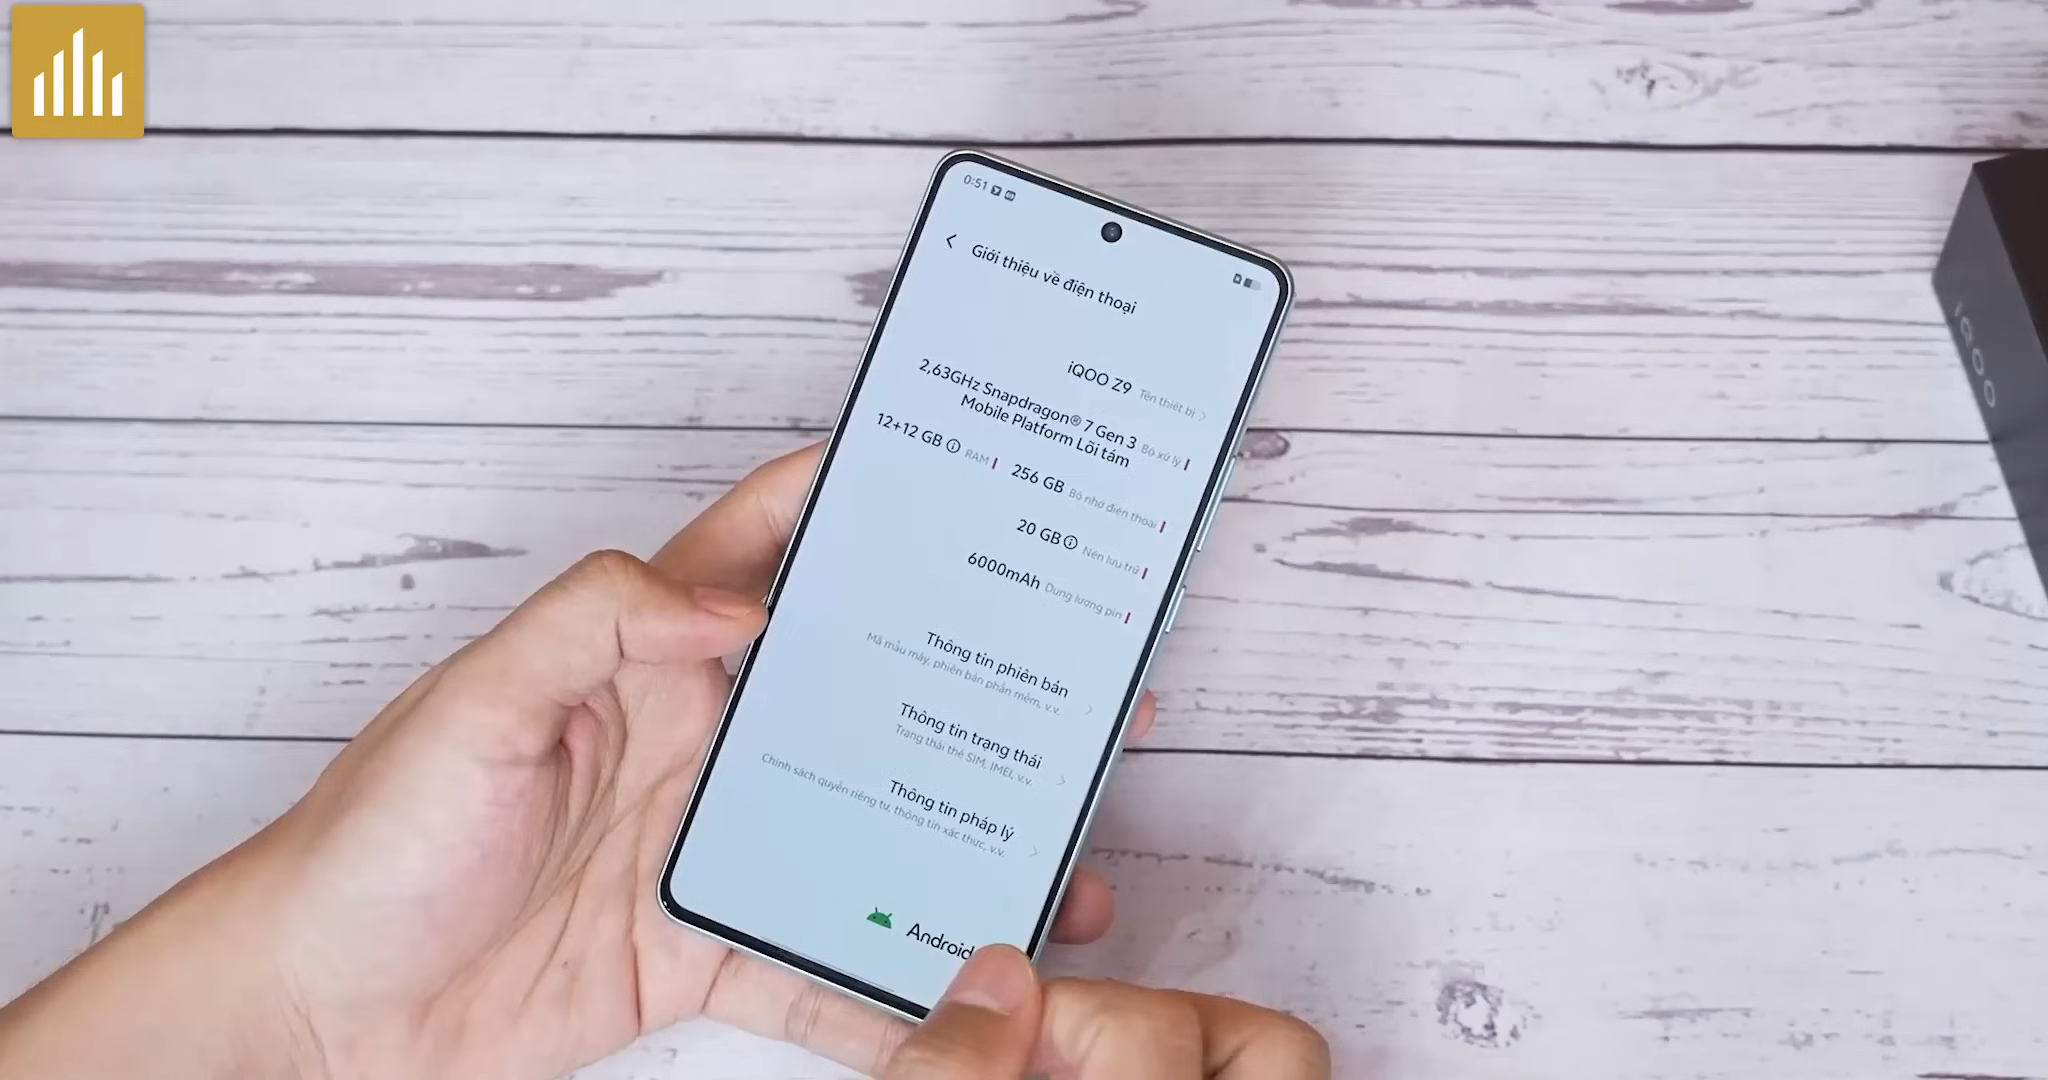 0:51
Giới thiệu về điện thoại
iQOO Z9 Tên thiết bị
2,63GHz Snapdragon® 7 Gen 3
Mobile Platform Lõi tám Bộ xử lý
12+12 GB RAM
256 GB Bộ nhớ điện thoại
20 GB Nén lưu trữ
6000mAh Dung lượng pin
Thông tin phiên bản
Mã mẫu máy, phiên bản phần mềm, v.v.
Thông tin trạng thái
Trạng thái thẻ SIM, IMEI, v.v.
Thông tin pháp lý
Chính sách quyền riêng tư, thông tin xác thực, v.v.
Android
iQOO